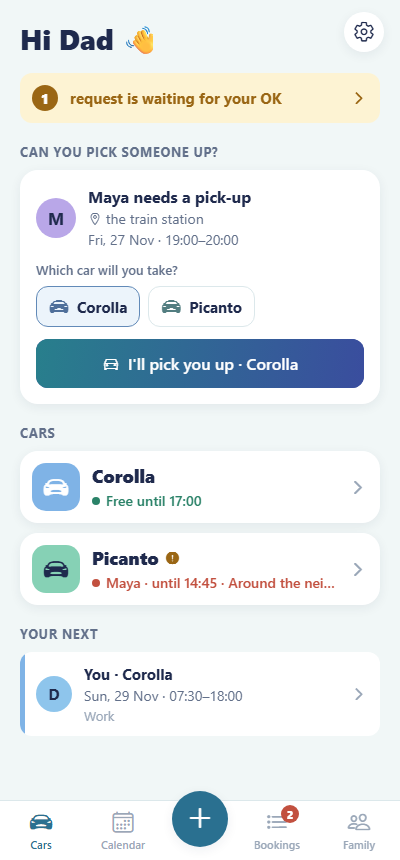 Hi Dad 👋
1 request is waiting for your OK
CAN YOU PICK SOMEONE UP?
M
Maya needs a pick-up
the train station
Fri, 27 Nov · 19:00–20:00
Which car will you take?
Corolla Picanto
I'll pick you up · Corolla
CARS
Corolla
Free until 17:00
Picanto !
Maya · until 14:45 · Around the nei...
YOUR NEXT
D
You · Corolla
Sun, 29 Nov · 07:30–18:00
Work
2
Cars Calendar + Bookings Family